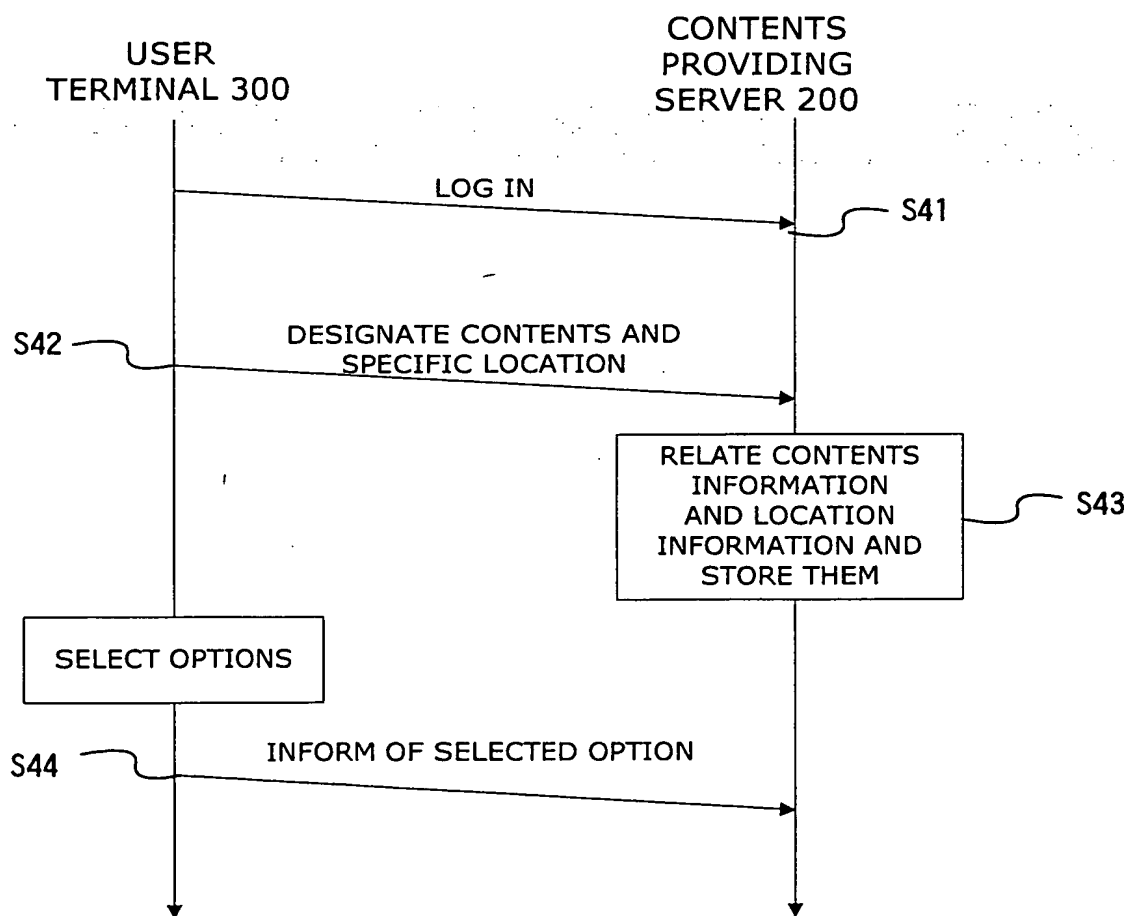 USER
TERMINAL 300
CONTENTS
PROVIDING
SERVER 200
LOG IN
S41
S42
DESIGNATE CONTENTS AND
SPECIFIC LOCATION
RELATE CONTENTS
INFORMATION
AND LOCATION
INFORMATION AND
STORE THEM
S43
SELECT OPTIONS
S44
INFORM OF SELECTED OPTION